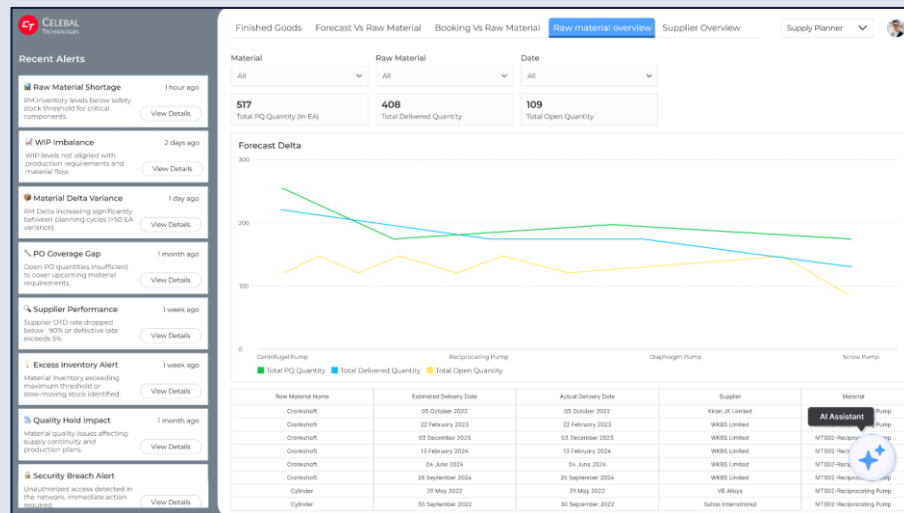 CT CELEBAL
TECHNOLOGIES
Recent Alerts
Raw Material Shortage 1 hour ago
RM Inventory levels below safety
stock threshold for critical
components.
View Details
WIP Imbalance 2 days ago
WIP levels not aligned with
production requirements and
material flow.
View Details
Material Delta Variance 1 day ago
RM Delta increasing significantly
between planning cycles (>50 EA
variance).
View Details
PO Coverage Gap 1 month ago
Open PO quantities insufficient
to cover upcoming material
requirements.
View Details
Supplier Performance 1 week ago
Supplier OTD rate dropped
below 90% or defective rate
exceeds 5%.
View Details
Excess Inventory Alert 1 week ago
Material inventory exceeding
maximum threshold or
slow-moving stock identified.
View Details
Quality Hold Impact 1 month ago
Material quality issues affecting
supply continuity and
production plans.
View Details
Security Breach Alert
Unauthorized access detected in
the network, immediate action
required.
View Details
Finished Goods Forecast Vs Raw Material Booking Vs Raw Material Raw material overview Supplier Overview Supply Planner
Material Raw Material Date
All All All
517 408 109
Total PQ Quantity (In EA) Total Delivered Quantity Total Open Quantity
Forecast Delta
300
200
100
0
Centrifugal Pump Reciprocating Pump Diaphragm Pump Screw Pump
Total PQ Quantity Total Delivered Quantity Total Open Quantity
Raw Material Name Estimated Delivery Date Actual Delivery Date Supplier Material
Crankshaft 05 October 2022 05 October 2022 Kiran JK Limited Pump
AI Assistant
Crankshaft 22 February 2023 22 February 2023 WKBS Limited Pump
Crankshaft 03 December 2023 03 December 2023 WKBS Limited MT002-Reciprocating Pump
Crankshaft 13 February 2024 13 February 2024 WKBS Limited MT002-Reci Pump
Crankshaft 04 June 2024 04 June 2024 WKBS Limited MT002-Reci Pump
Crankshaft 28 September 2024 25 September 2024 WKBS Limited MT002-Reci Pump
Cylinder 29 May 2022 29 May 2022 VB Alloys MT002-Reciprocating Pump
Cylinder 30 September 2022 30 September 2022 Suhas International MT002-Reciprocating Pump